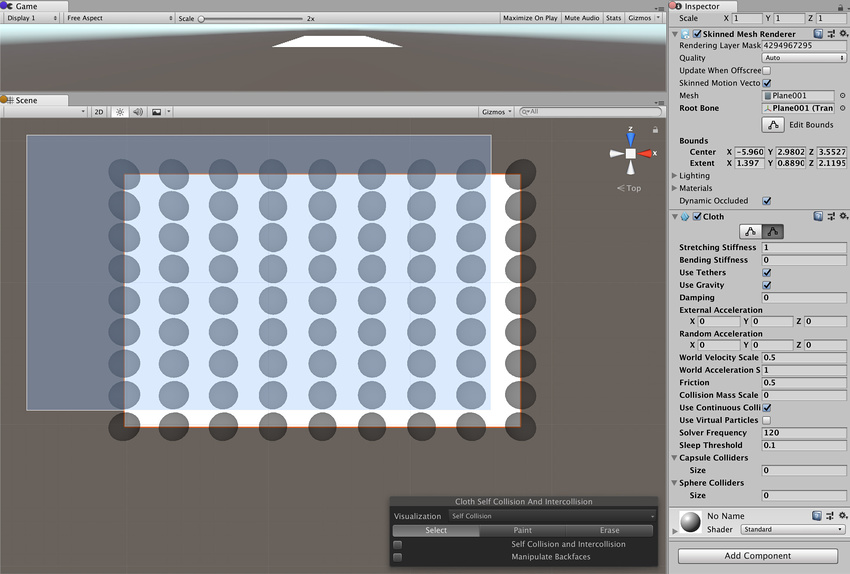 Game
Display 1 Free Aspect Scale 2x Maximize On Play Mute Audio Stats Gizmos
Scene
2D Gizmos All
z
x
Top
Cloth Self Collision And Intercollision
Visualization Self Collision
Select Paint Erase
Self Collision and Intercollision
Manipulate Backfaces
Inspector
Scale X 1 Y 1 Z 1
Skinned Mesh Renderer
Rendering Layer Mask 4294967295
Quality Auto
Update When Offscree
Skinned Motion Vecto
Mesh Plane001
Root Bone Plane001 (Tran
Edit Bounds
Bounds
Center X -5.960 Y 2.9802 Z 3.5527
Extent X 1.397 Y 0.8890 Z 2.1195
Lighting
Materials
Dynamic Occluded
Cloth
Stretching Stiffness 1
Bending Stiffness 0
Use Tethers
Use Gravity
Damping 0
External Acceleration
X 0 Y 0 Z 0
Random Acceleration
X 0 Y 0 Z 0
World Velocity Scale 0.5
World Acceleration S 1
Friction 0.5
Collision Mass Scale 0
Use Continuous Colli
Use Virtual Particles
Solver Frequency 120
Sleep Threshold 0.1
Capsule Colliders
Size 0
Sphere Colliders
Size 0
No Name
Shader Standard
Add Component